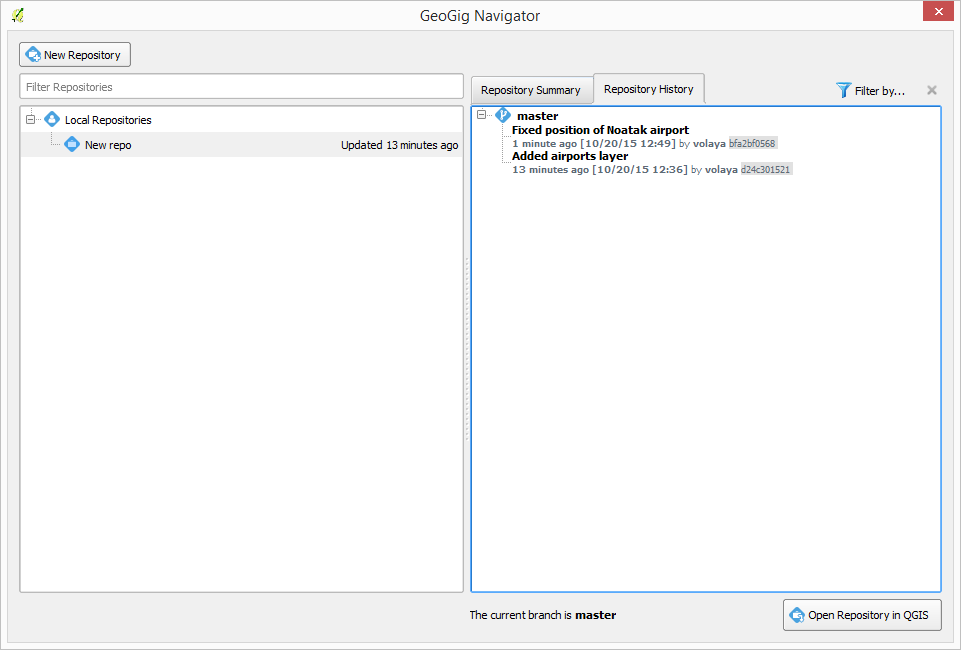 GeoGig Navigator
New Repository
Filter Repositories
Local Repositories
New repo Updated 13 minutes ago
Repository Summary Repository History Filter by...
master
Fixed position of Noatak airport
1 minute ago [10/20/15 12:49] by volaya bfa2bf0568
Added airports layer
13 minutes ago [10/20/15 12:36] by volaya d24c301521
The current branch is master
Open Repository in QGIS